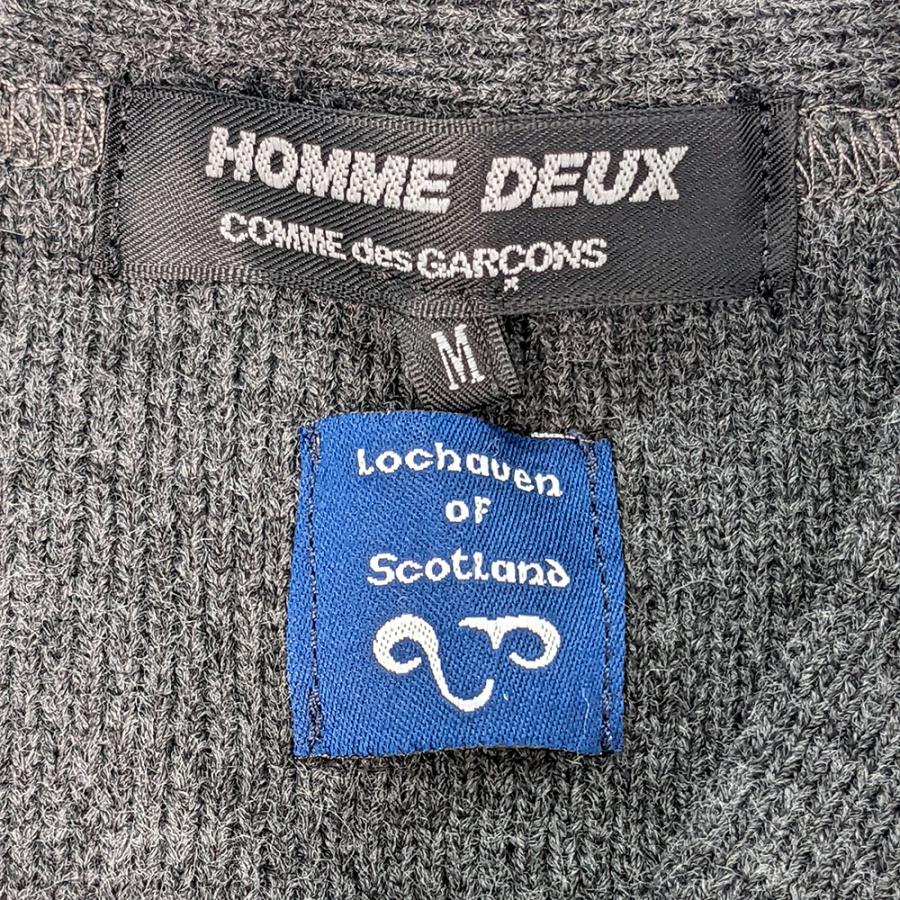 HOMME DEUX
COMME des GARÇONS
M
Lochaven
of
Scotland